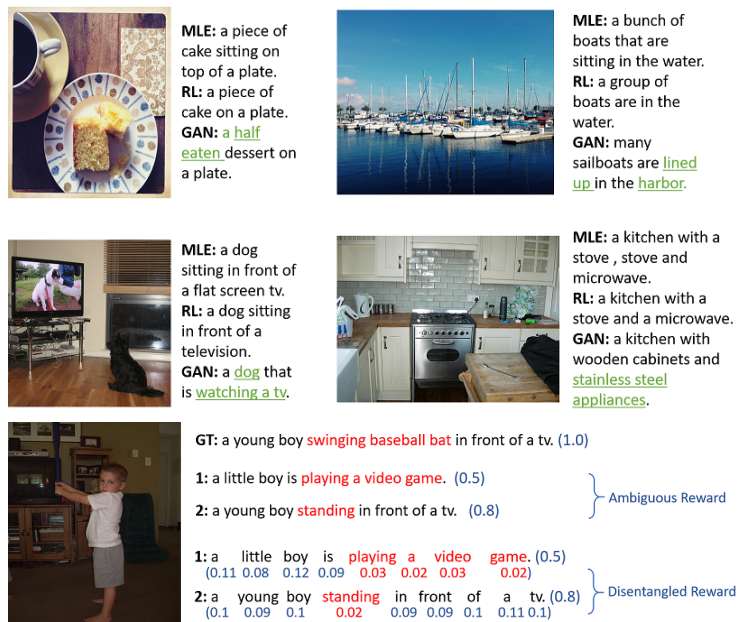 MLE: a piece of
cake sitting on
top of a plate.
RL: a piece of
cake on a plate.
GAN: a half
eaten dessert on
a plate.
MLE: a bunch of
boats that are
sitting in the water.
RL: a group of
boats are in the
water.
GAN: many
sailboats are lined
up in the harbor.
MLE: a dog
sitting in front of
a flat screen tv.
RL: a dog sitting
in front of a
television.
GAN: a dog that
is watching a tv.
MLE: a kitchen with a
stove , stove and
microwave.
RL: a kitchen with a
stove and a microwave.
GAN: a kitchen with
wooden cabinets and
stainless steel
appliances.
GT: a young boy swinging baseball bat in front of a tv. (1.0)
1: a little boy is playing a video game. (0.5)
2: a young boy standing in front of a tv. (0.8)
Ambiguous Reward
1: a little boy is playing a video game. (0.5)
(0.11 0.08 0.12 0.09 0.03 0.02 0.03 0.02)
2: a young boy standing in front of a tv. (0.8)
(0.1 0.09 0.1 0.02 0.09 0.09 0.1 0.11 0.1)
Disentangled Reward